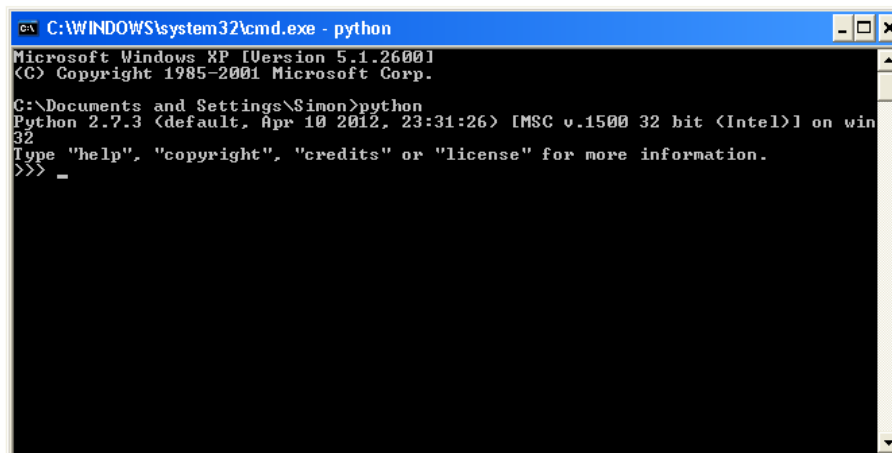 C:\WINDOWS\system32\cmd.exe - python
Microsoft Windows XP [Version 5.1.2600]
(C) Copyright 1985-2001 Microsoft Corp.
C:\Documents and Settings\Simon>python
Python 2.7.3 (default, Apr 10 2012, 23:31:26) [MSC v.1500 32 bit (Intel)] on win
32
Type "help", "copyright", "credits" or "license" for more information.
>>> _